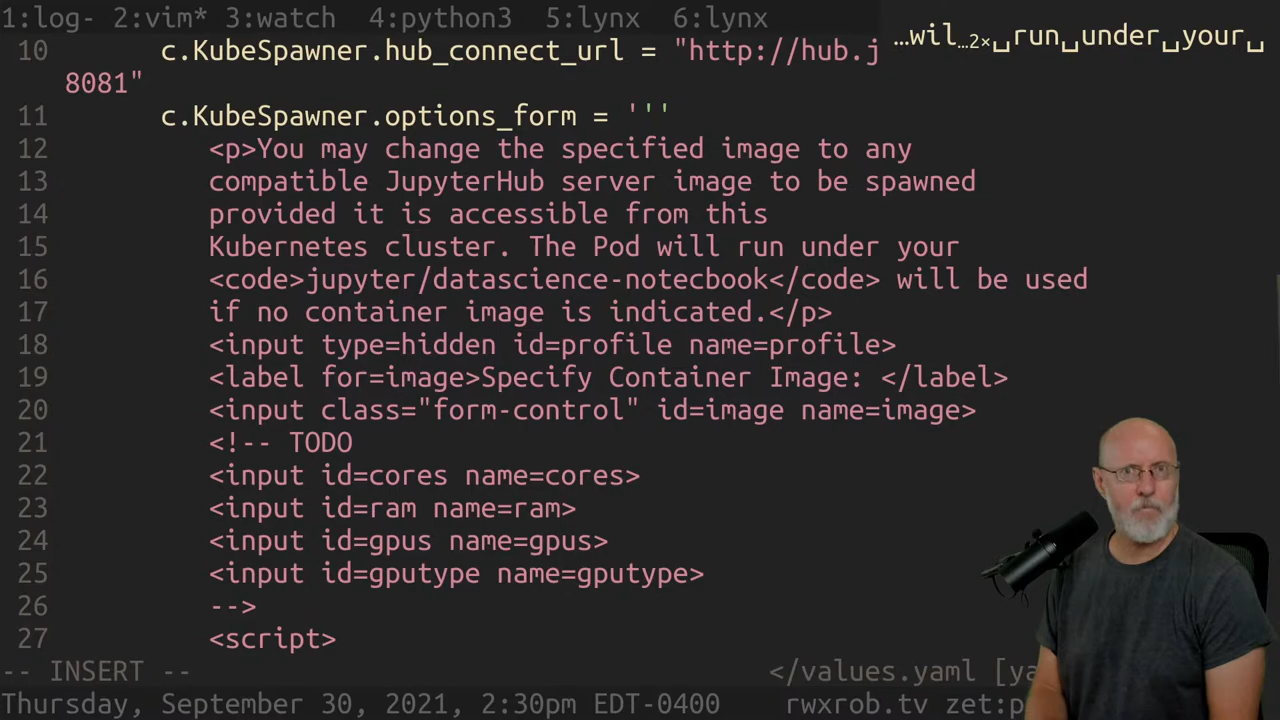 1:log- 2:vim* 3:watch 4:python3 5:lynx 6:lynx
…wil…2×␣run␣under␣your␣
10 c.KubeSpawner.hub_connect_url = "http://hub.j
8081"
11 c.KubeSpawner.options_form = '''
12 <p>You may change the specified image to any
13 compatible JupyterHub server image to be spawned
14 provided it is accessible from this
15 Kubernetes cluster. The Pod will run under your
16 <code>jupyter/datascience-notecbook</code> will be used
17 if no container image is indicated.</p>
18 <input type=hidden id=profile name=profile>
19 <label for=image>Specify Container Image: </label>
20 <input class="form-control" id=image name=image>
21 <!-- TODO
22 <input id=cores name=cores>
23 <input id=ram name=ram>
24 <input id=gpus name=gpus>
25 <input id=gputype name=gputype>
26 -->
27 <script>
-- INSERT -- </values.yaml [ya
Thursday, September 30, 2021, 2:30pm EDT-0400 rwxrob.tv zet:p